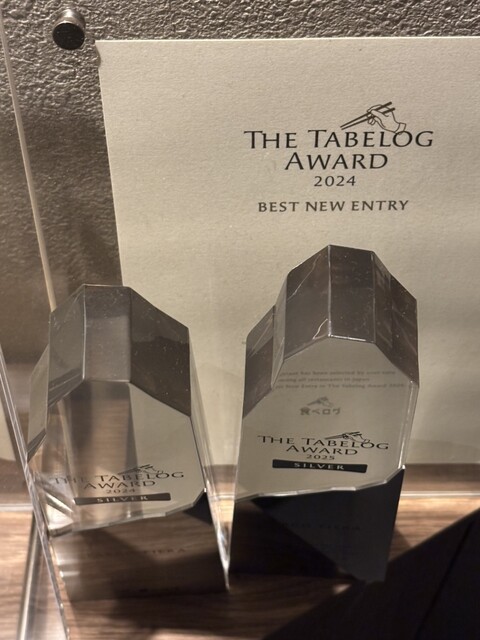 THE TABELOG
AWARD
2024
BEST NEW ENTRY
食べログ
THE TABELOG
AWARD
2024
SILVER
THE TABELOG
AWARD
2025
SILVER